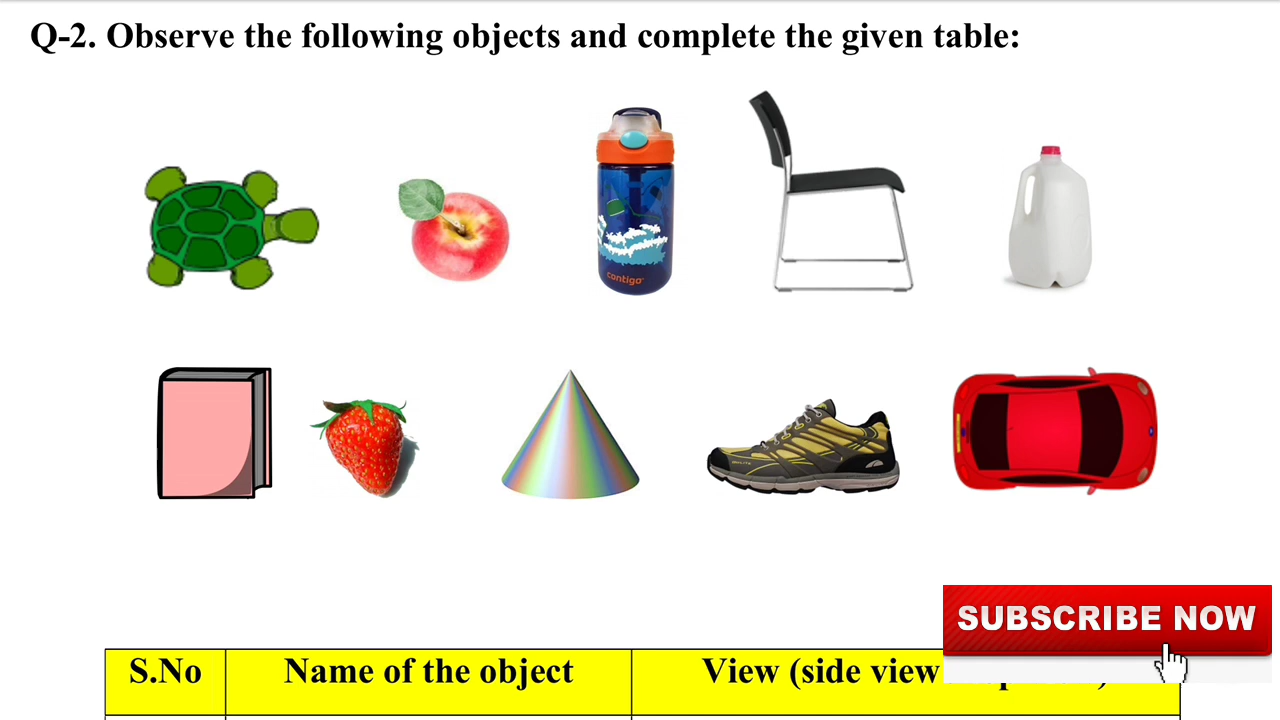 Q-2. Observe the following objects and complete the given table:
contigo
SUBSCRIBE NOW
S.No Name of the object View (side view